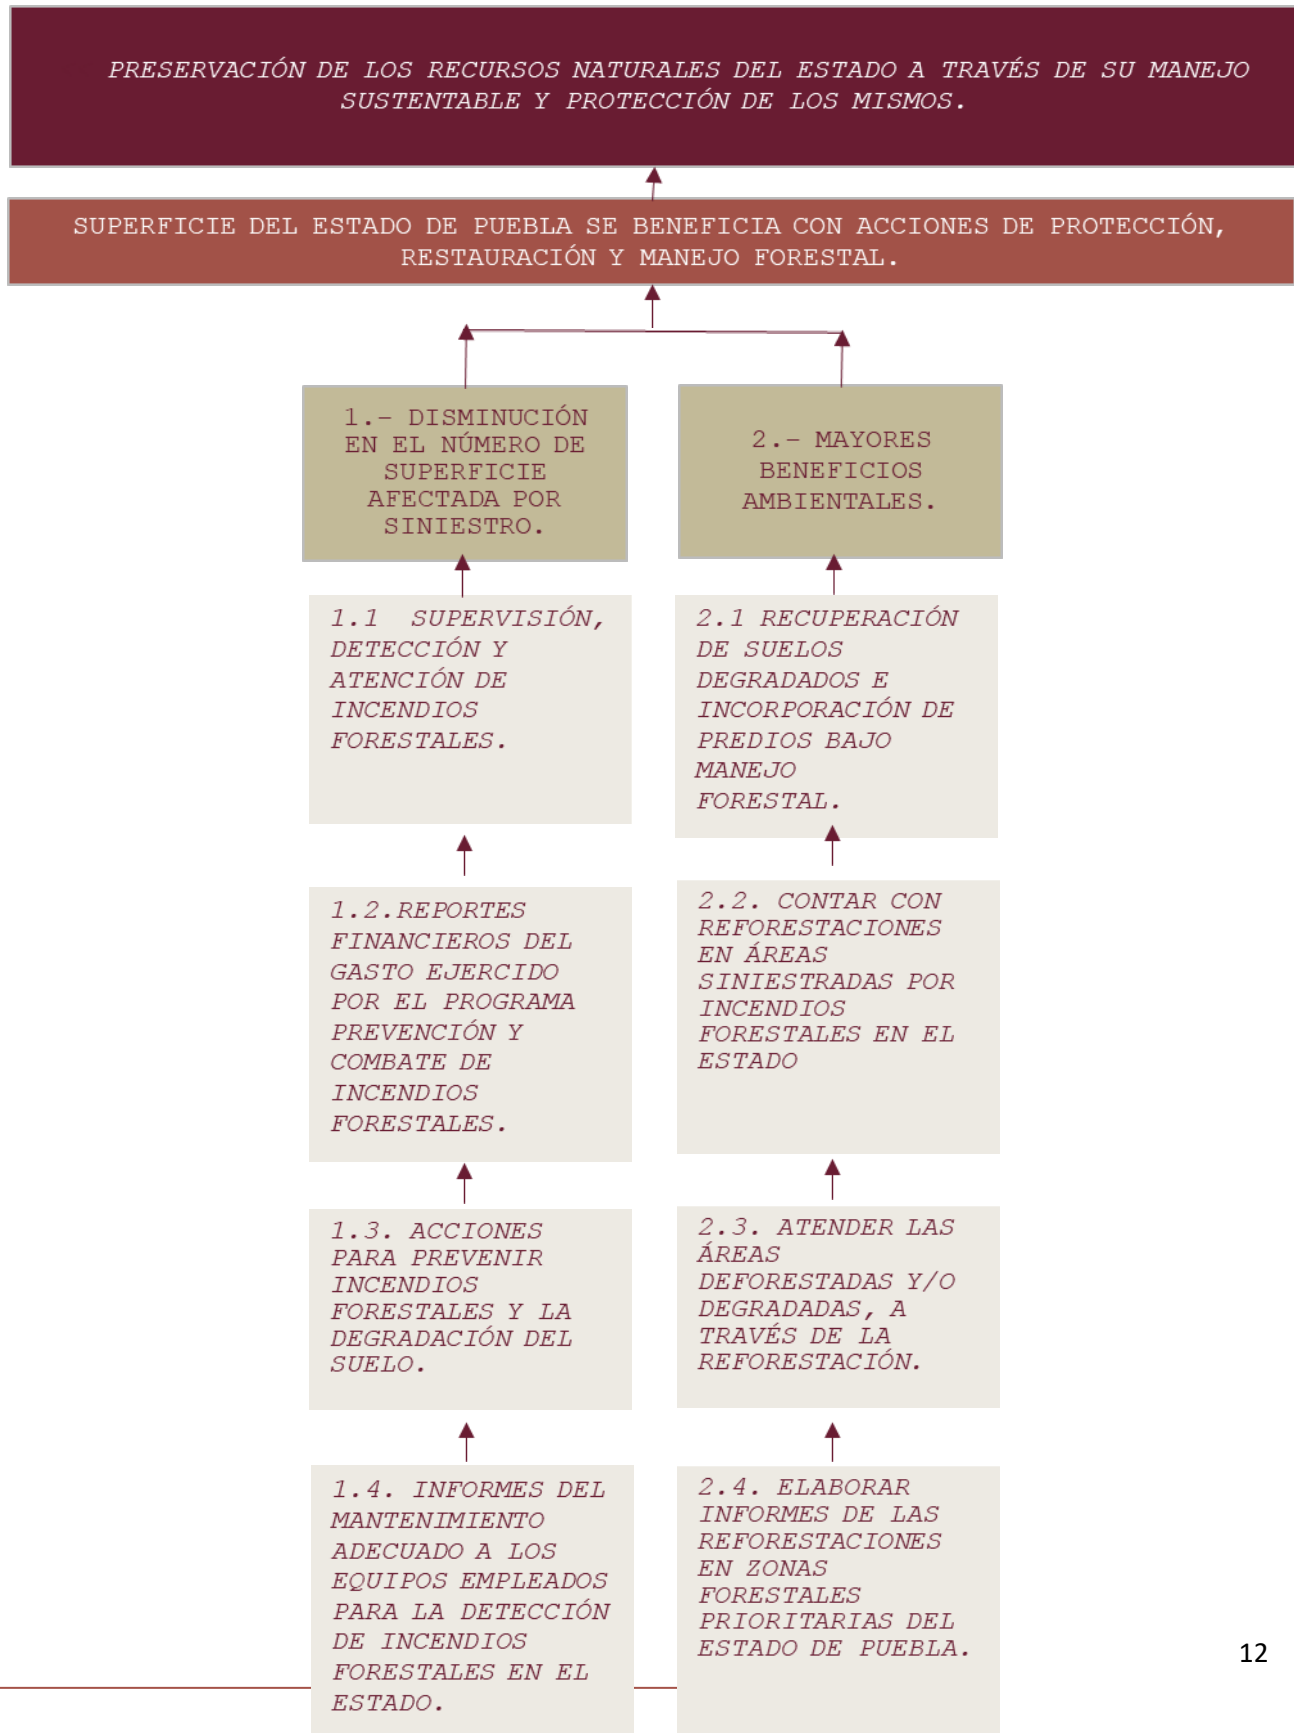 PRESERVACIÓN DE LOS RECURSOS NATURALES DEL ESTADO A TRAVÉS DE SU MANEJO
SUSTENTABLE Y PROTECCIÓN DE LOS MISMOS.
SUPERFICIE DEL ESTADO DE PUEBLA SE BENEFICIA CON ACCIONES DE PROTECCIÓN,
RESTAURACIÓN Y MANEJO FORESTAL.
1.- DISMINUCIÓN
EN EL NÚMERO DE
SUPERFICIE
AFECTADA POR
SINIESTRO.
1.1 SUPERVISIÓN,
DETECCIÓN Y
ATENCIÓN DE
INCENDIOS
FORESTALES.
1.2.REPORTES
FINANCIEROS DEL
GASTO EJERCIDO
POR EL PROGRAMA
PREVENCIÓN Y
COMBATE DE
INCENDIOS
FORESTALES.
1.3. ACCIONES
PARA PREVENIR
INCENDIOS
FORESTALES Y LA
DEGRADACIÓN DEL
SUELO.
1.4. INFORMES DEL
MANTENIMIENTO
ADECUADO A LOS
EQUIPOS EMPLEADOS
PARA LA DETECCIÓN
DE INCENDIOS
FORESTALES EN EL
ESTADO.
2.- MAYORES
BENEFICIOS
AMBIENTALES.
2.1 RECUPERACIÓN
DE SUELOS
DEGRADADOS E
INCORPORACIÓN DE
PREDIOS BAJO
MANEJO
FORESTAL.
2.2. CONTAR CON
REFORESTACIONES
EN ÁREAS
SINIESTRADAS POR
INCENDIOS
FORESTALES EN EL
ESTADO
2.3. ATENDER LAS
ÁREAS
DEFORESTADAS Y/O
DEGRADADAS, A
TRAVÉS DE LA
REFORESTACIÓN.
2.4. ELABORAR
INFORMES DE LAS
REFORESTACIONES
EN ZONAS
FORESTALES
PRIORITARIAS DEL
ESTADO DE PUEBLA.
12